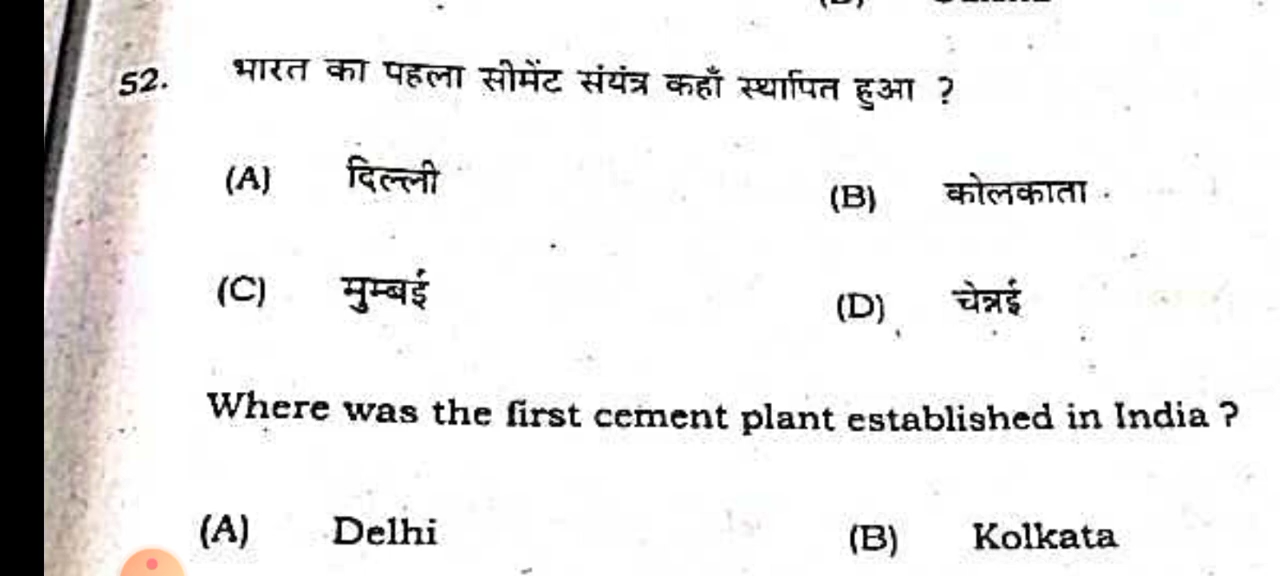 52. भारत का पहला सीमेंट संयंत्र कहाँ स्थापित हुआ ?
(A) दिल्ली (B) कोलकाता
(C) मुम्बई (D) चेन्नई
Where was the first cement plant established in India ?
(A) Delhi (B) Kolkata